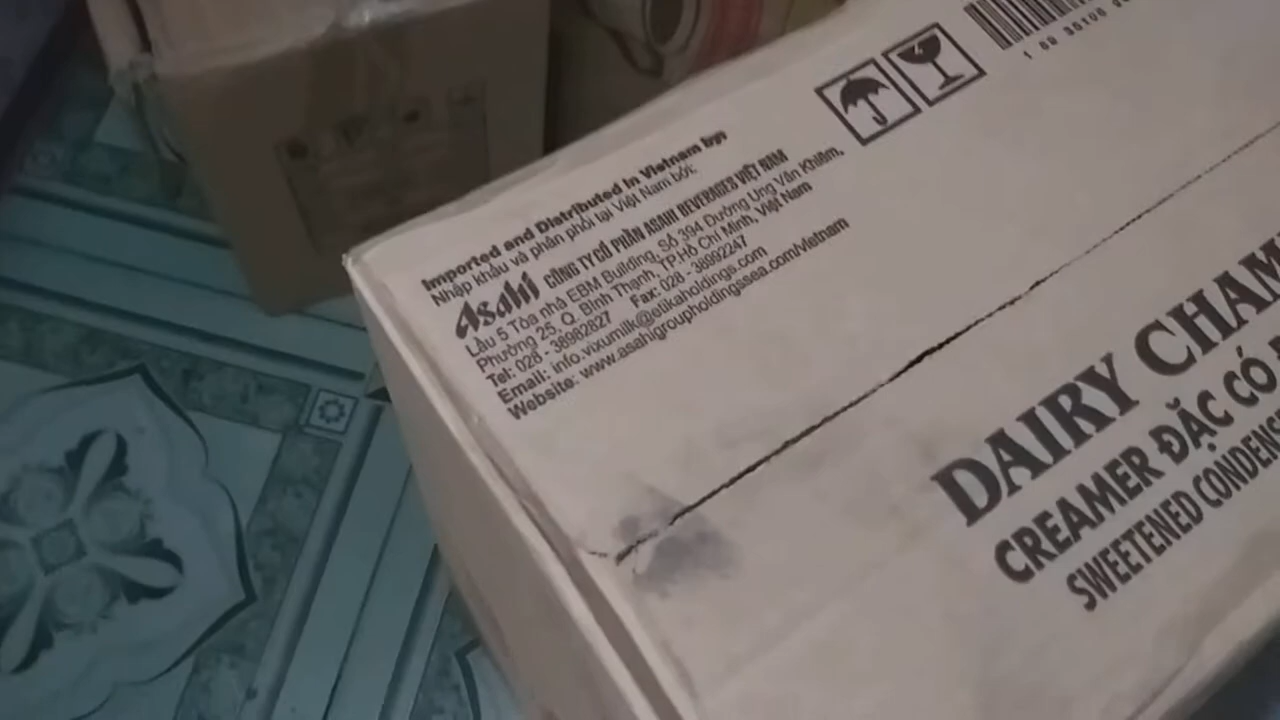 Imported and Distributed in Vietnam by:
Nhập khẩu và phân phối tại Việt Nam bởi:
Asahi CÔNG TY CỔ PHẦN ASAHI BEVERAGES VIỆT NAM
Lầu 5 Tòa nhà EBM Building, Số 394 Đường Ung Văn Khiêm,
Phường 25, Q. Bình Thạnh, TP.Hồ Chí Minh, Việt Nam
Tel: 028 - 38982827 Fax: 028 - 38992247
Email: info.vixumilk@etikaholdings.com
Website: www.asahigroupholdingssea.com/vietnam
DAIRY CHAM
CREAMER ĐẶC CÓ
SWEETENED CONDENS